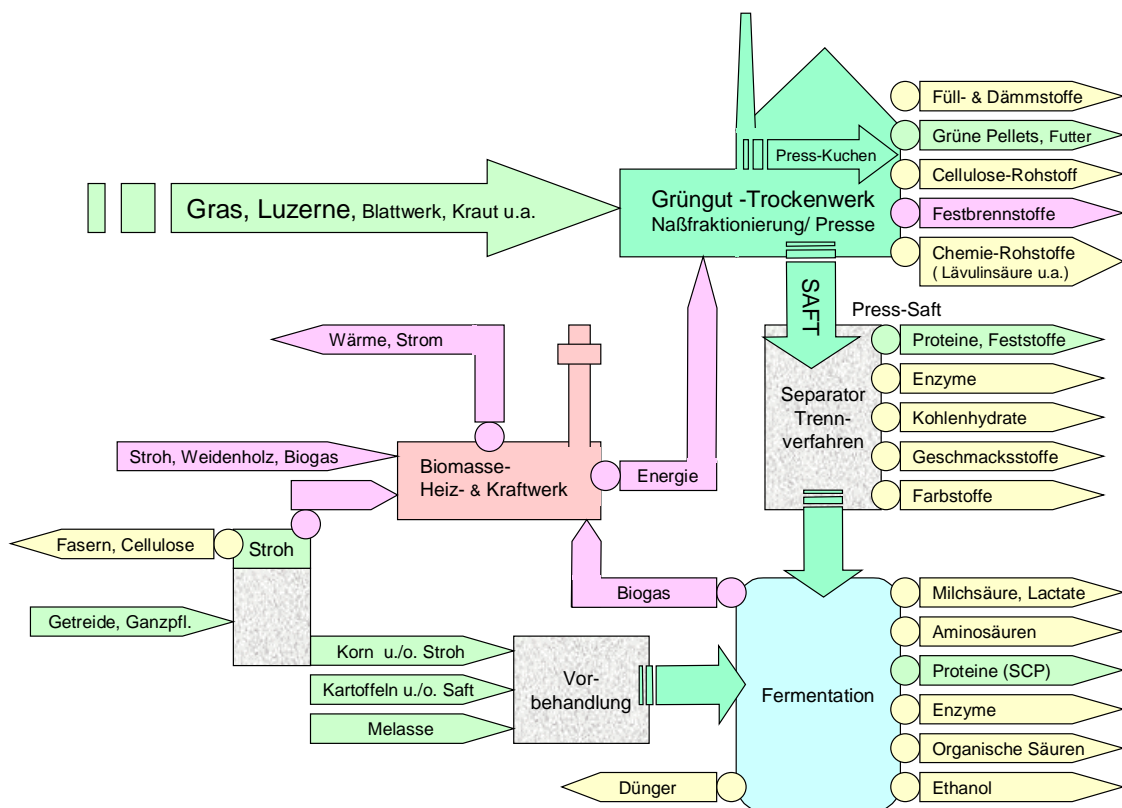 Füll- & Dämmstoffe
Grüne Pellets, Futter
Press-Kuchen
Cellulose-Rohstoff
Gras, Luzerne, Blattwerk, Kraut u.a.
Grüngut -Trockenwerk
Naßfraktionierung/ Presse
Festbrennstoffe
Chemie-Rohstoffe
( Lävulinsäure u.a.)
SAFT
Press-Saft
Wärme, Strom
Proteine, Feststoffe
Enzyme
Separator
Trenn-
verfahren
Kohlenhydrate
Stroh, Weidenholz, Biogas
Biomasse-
Heiz- & Kraftwerk
Energie
Geschmacksstoffe
Farbstoffe
Fasern, Cellulose
Stroh
Biogas
Milchsäure, Lactate
Getreide, Ganzpfl.
Aminosäuren
Korn u./o. Stroh
Kartoffeln u./o. Saft
Melasse
Vor-
behandlung
Fermentation
Proteine (SCP)
Enzyme
Organische Säuren
Dünger
Ethanol